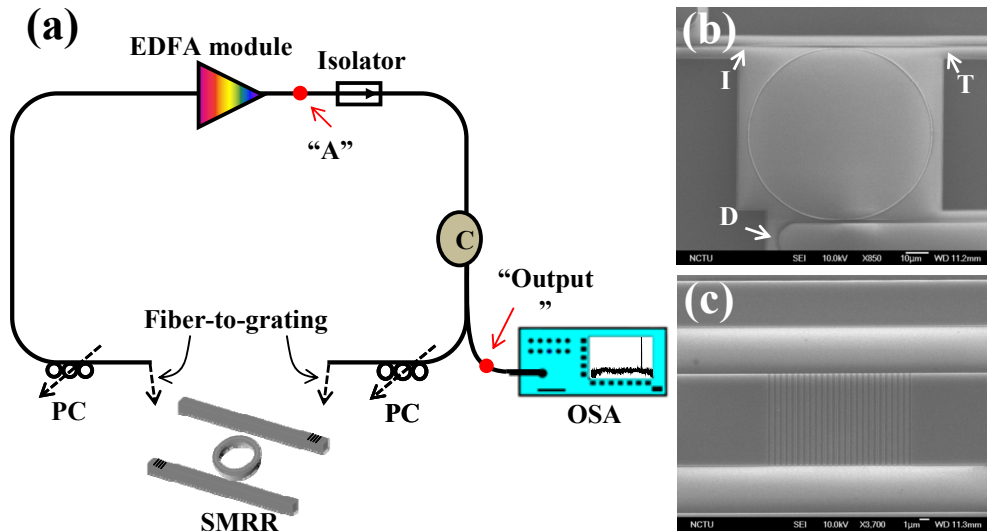 (a)
EDFA module
Isolator
“A”
C
“Output
”
Fiber-to-grating
PC
PC
OSA
SMRR
(b)
I
T
D
NCTU SEI 10.0kV X850 10μm WD 11.2mm
(c)
NCTU SEI 10.0kV X3,700 1μm WD 11.3mm